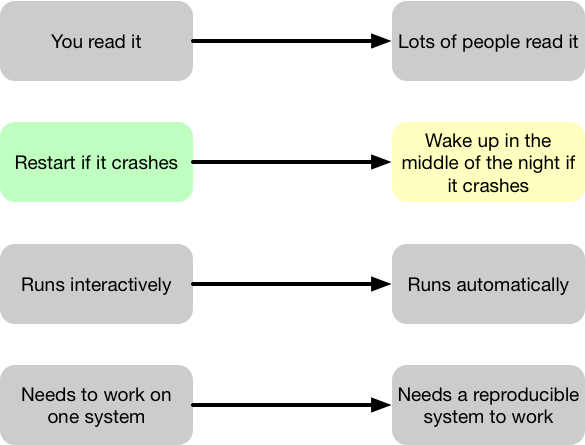 You read it
Lots of people read it
Restart if it crashes
Wake up in the
middle of the night if
it crashes
Runs interactively
Runs automatically
Needs to work on
one system
Needs a reproducible
system to work